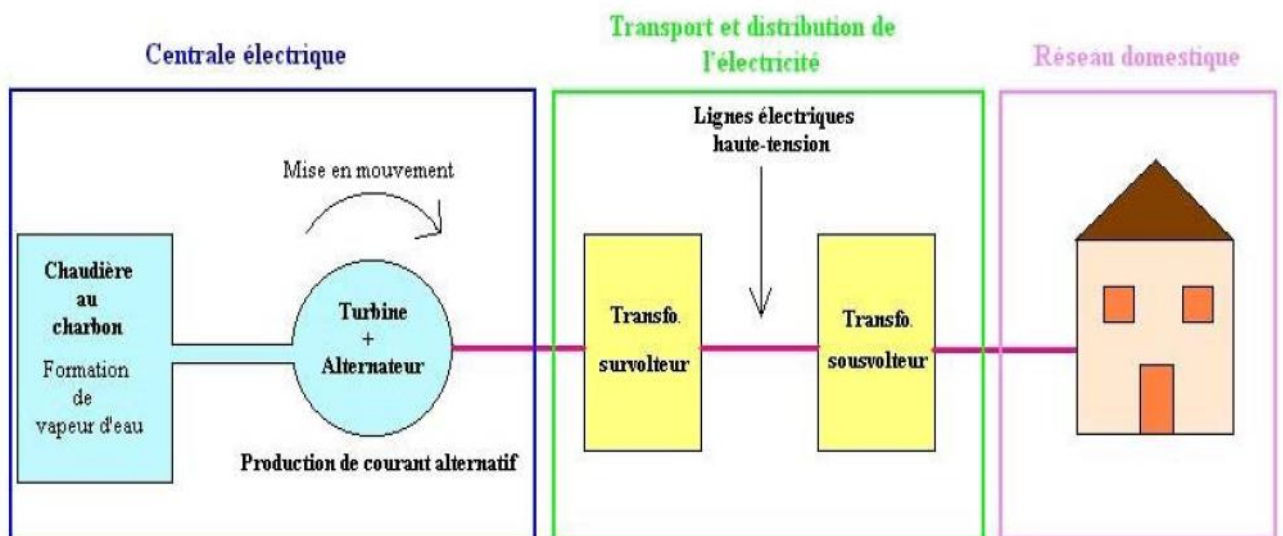 Centrale électrique
Transport et distribution de
l'électricité
Réseau domestique
Chaudière
au
charbon
Formation
de
vapeur d'eau
Mise en mouvement
Turbine
+
Alternateur
Production de courant alternatif
Lignes électriques
haute-tension
Transfo.
survolteur
Transfo.
sousvolteur